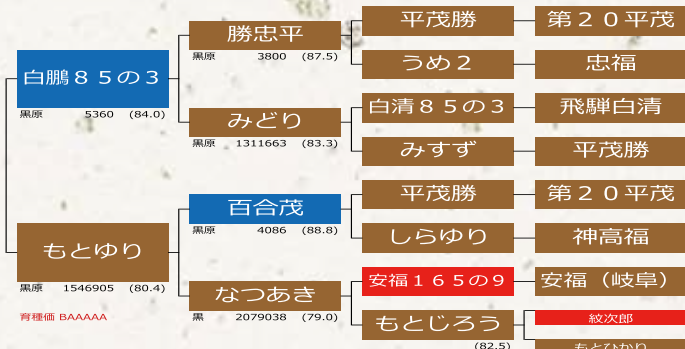 白鵬８５の３
黒原 5360 (84.0)
勝忠平
黒原 3800 (87.5)
平茂勝
第２０平茂
うめ２
忠福
みどり
黒原 1311663 (83.3)
白清８５の３
飛騨白清
みすず
平茂勝
もとゆり
黒原 1546905 (80.4)
育種価 BAAAAA
百合茂
黒原 4086 (88.8)
平茂勝
第２０平茂
しらゆり
神高福
なつあき
黒 2079038 (79.0)
安福１６５の９
安福（岐阜）
もとじろう
(82.5)
紋次郎
もとひかり